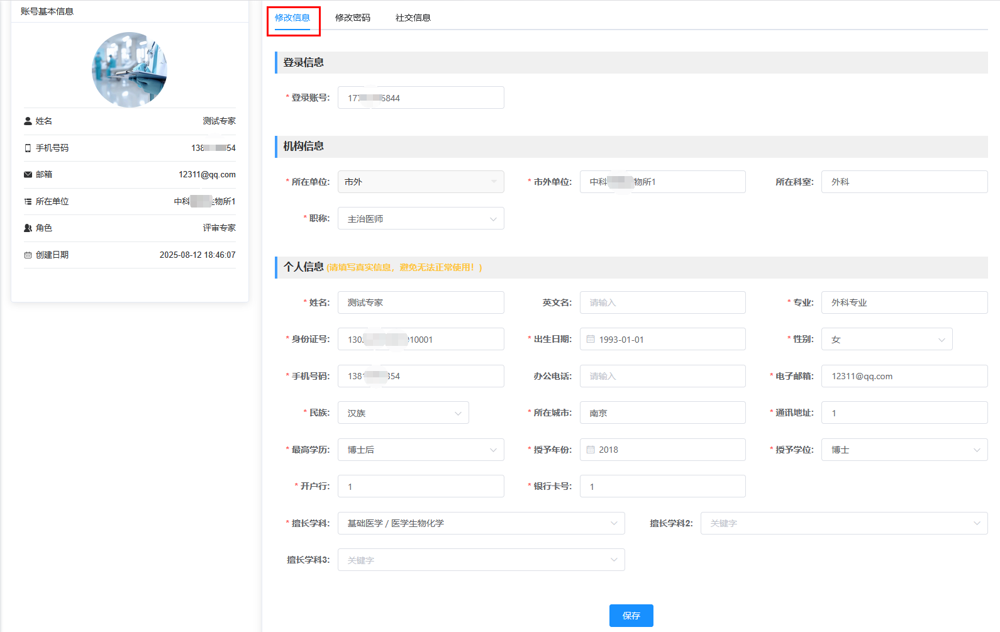 账号基本信息
姓名 测试专家
手机号码 138 54
邮箱 12311@qq.com
所在单位 中科 生物所1
角色 评审专家
创建日期 2025-08-12 18:46:07
修改信息 修改密码 社交信息
登录信息
* 登录账号: 177 5844
机构信息
* 所在单位: 市外 * 市外单位: 中科 物所1 所在科室: 外科
* 职称: 主治医师
个人信息 (请填写真实信息，避免无法正常使用！)
* 姓名: 测试专家 英文名: 请输入 * 专业: 外科专业
* 身份证号: 130 10001 * 出生日期: 1993-01-01 * 性别: 女
* 手机号码: 138 354 办公电话: 请输入 * 电子邮箱: 12311@qq.com
* 民族: 汉族 * 所在城市: 南京 * 通讯地址: 1
* 最高学历: 博士后 * 授予年份: 2018 * 授予学位: 博士
* 开户行: 1 * 银行卡号: 1
* 擅长学科: 基础医学 / 医学生物化学 擅长学科2: 关键字
擅长学科3: 关键字
保存